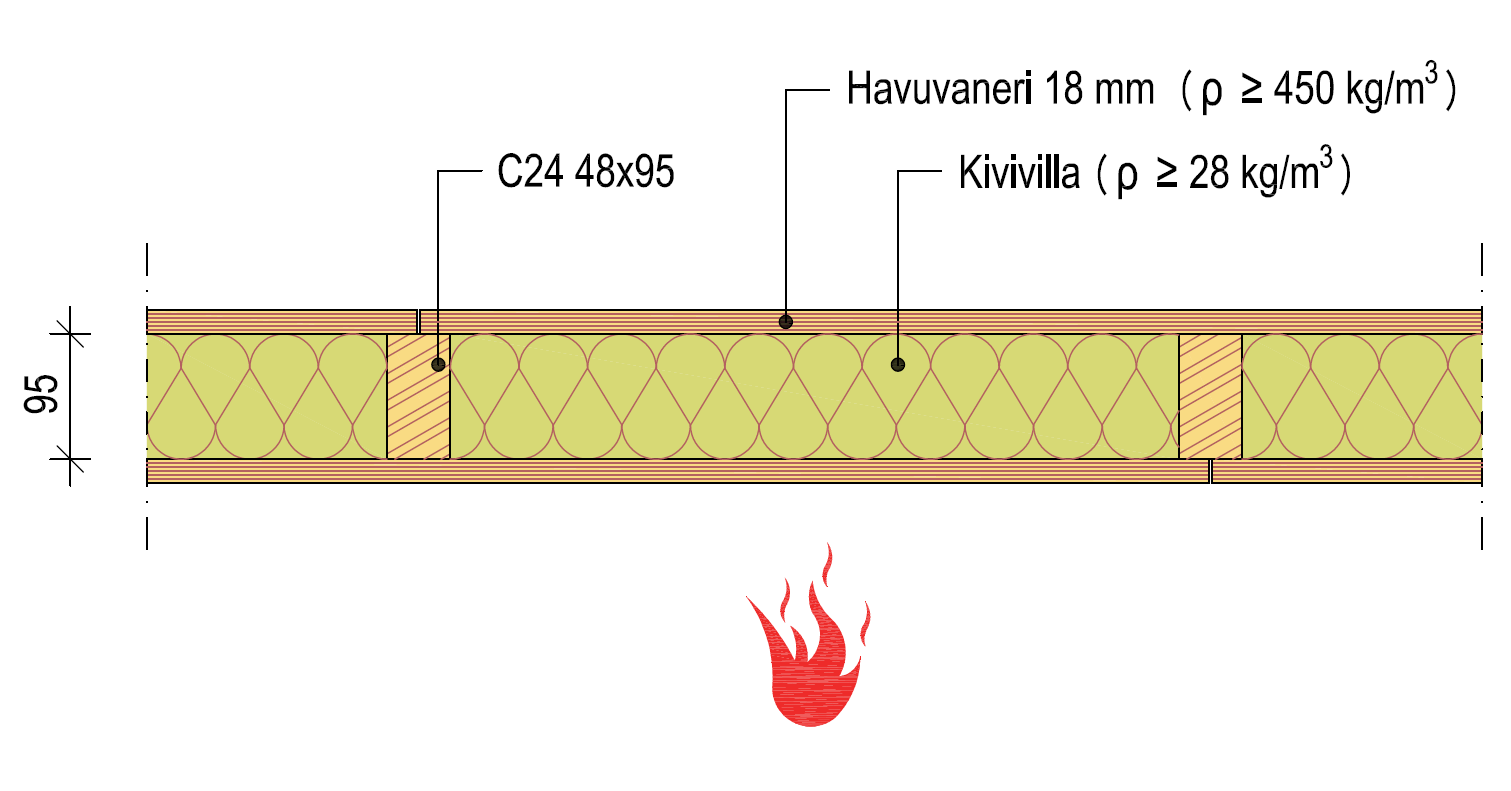 Havuvaneri 18 mm (ρ ≥ 450 kg/m³)
C24 48x95
Kivivilla (ρ ≥ 28 kg/m³)
95